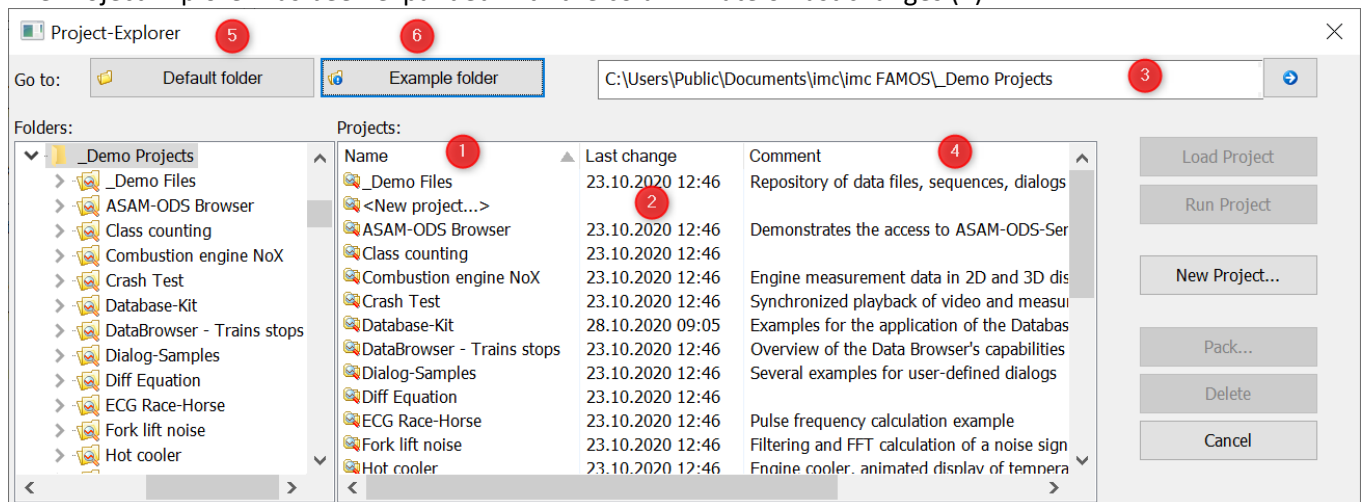 Project-Explorer
5
6
Go to:
Default folder
Example folder
C:\Users\Public\Documents\imc\imc FAMOS\_Demo Projects
3
Folders:
_Demo Projects
_Demo Files
ASAM-ODS Browser
Class counting
Combustion engine NoX
Crash Test
Database-Kit
DataBrowser - Trains stops
Dialog-Samples
Diff Equation
ECG Race-Horse
Fork lift noise
Hot cooler
Projects:
Name 1 Last change Comment 4
_Demo Files 23.10.2020 12:46 Repository of data files, sequences, dialogs
<New project...> 2
ASAM-ODS Browser 23.10.2020 12:46 Demonstrates the access to ASAM-ODS-Ser
Class counting 23.10.2020 12:46
Combustion engine NoX 23.10.2020 12:46 Engine measurement data in 2D and 3D dis
Crash Test 23.10.2020 12:46 Synchronized playback of video and measur
Database-Kit 28.10.2020 09:05 Examples for the application of the Databas
DataBrowser - Trains stops 23.10.2020 12:46 Overview of the Data Browser's capabilities
Dialog-Samples 23.10.2020 12:46 Several examples for user-defined dialogs
Diff Equation 23.10.2020 12:46
ECG Race-Horse 23.10.2020 12:46 Pulse frequency calculation example
Fork lift noise 23.10.2020 12:46 Filtering and FFT calculation of a noise sign
Hot cooler 23.10.2020 12:46 Engine cooler, animated display of tempera
Load Project
Run Project
New Project...
Pack...
Delete
Cancel